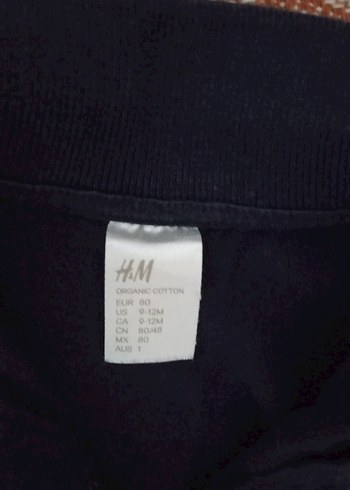 H&M
ORGANIC COTTON
EUR 80
US 9-12M
CA 9-12M
CN 80/48
MX 80
AUS 1